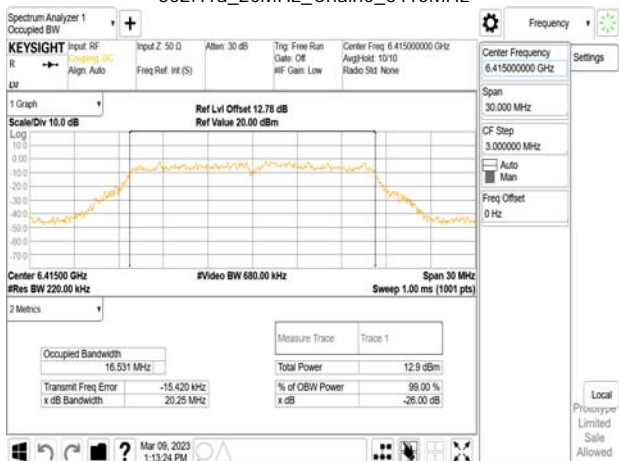 Spectrum Analyzer 1
Occupied BW
+
Frequency
KEYSIGHT
R
Input: RF
Coupling: DC
Align: Auto
Input Z: 50 Ω
Freq Ref: Int (S)
Atten: 30 dB
Trig: Free Run
Gate: Off
#IF Gain: Low
Center Freq: 6.415000000 GHz
Avg|Hold: 10/10
Radio Std: None
1 Graph
Scale/Div 10.0 dB
Ref Lvl Offset 12.78 dB
Ref Value 20.00 dBm
Log
10.0
0.00
-10.0
-20.0
-30.0
-40.0
-50.0
-60.0
-70.0
Center 6.41500 GHz
#Video BW 680.00 kHz
Span 30 MHz
#Res BW 220.00 kHz
Sweep 1.00 ms (1001 pts)
2 Metrics
Measure Trace
Trace 1
Occupied Bandwidth
16.531 MHz
Total Power
12.9 dBm
Transmit Freq Error
-15.420 kHz
% of OBW Power
99.00 %
x dB Bandwidth
20.25 MHz
x dB
-26.00 dB
Mar 09, 2023
1:13:24 PM
Center Frequency
6.415000000 GHz
Settings
Span
30.000 MHz
CF Step
3.000000 MHz
Auto
Man
Freq Offset
0 Hz
Local
Prototype
Limited
Sale
Allowed